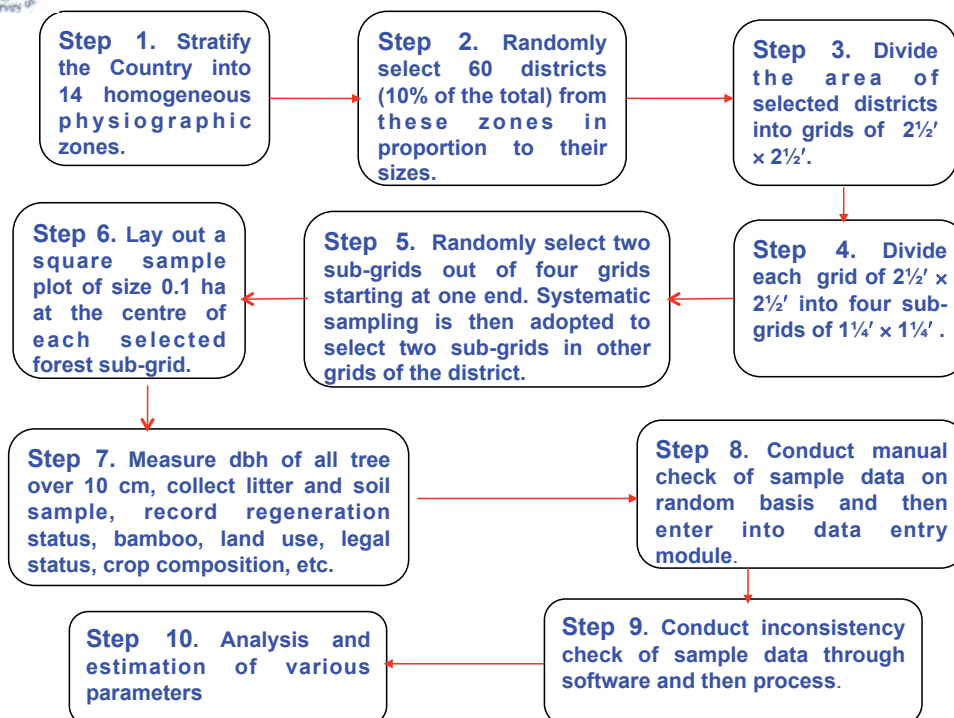 Step 1. Stratify
the Country into
14 homogeneous
physiographic
zones.
Step 2. Randomly
select 60 districts
(10% of the total) from
these zones in
proportion to their
sizes.
Step 3. Divide
the area of
selected districts
into grids of 2½′
× 2½′.
Step 4. Divide
each grid of 2½′ ×
2½′ into four sub-
grids of 1¼′ × 1¼′ .
Step 5. Randomly select two
sub-grids out of four grids
starting at one end. Systematic
sampling is then adopted to
select two sub-grids in other
grids of the district.
Step 6. Lay out a
square sample
plot of size 0.1 ha
at the centre of
each selected
forest sub-grid.
Step 7. Measure dbh of all tree
over 10 cm, collect litter and soil
sample, record regeneration
status, bamboo, land use, legal
status, crop composition, etc.
Step 8. Conduct manual
check of sample data on
random basis and then
enter into data entry
module.
Step 9. Conduct inconsistency
check of sample data through
software and then process.
Step 10. Analysis and
estimation of various
parameters